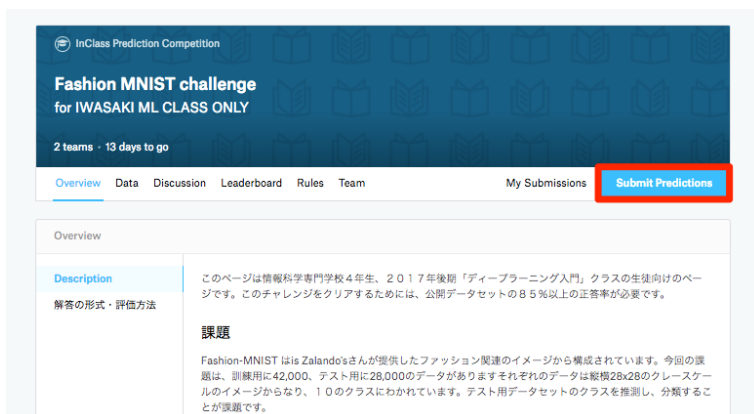 InClass Prediction Competition
Fashion MNIST challenge
for IWASAKI ML CLASS ONLY
2 teams · 13 days to go
Overview Data Discussion Leaderboard Rules Team My Submissions Submit Predictions
Overview
Description
解答の形式・評価方法
このページは情報科学専門学校４年生、２０１７年後期「ディープラーニング入門」クラスの生徒向けのペー
ジです。このチャレンジをクリアするためには、公開データセットの８５％以上の正答率が必要です。
課題
Fashion-MNIST はis Zalando'sさんが提供したファッション関連のイメージから構成されています。今回の課
題は、訓練用に42,000、テスト用に28,000のデータがありますそれぞれのデータは縦横28x28のクレースケー
ルのイメージからなり、１０のクラスにわかれています。テスト用データセットのクラスを推測し、分類するこ
とが課題です。